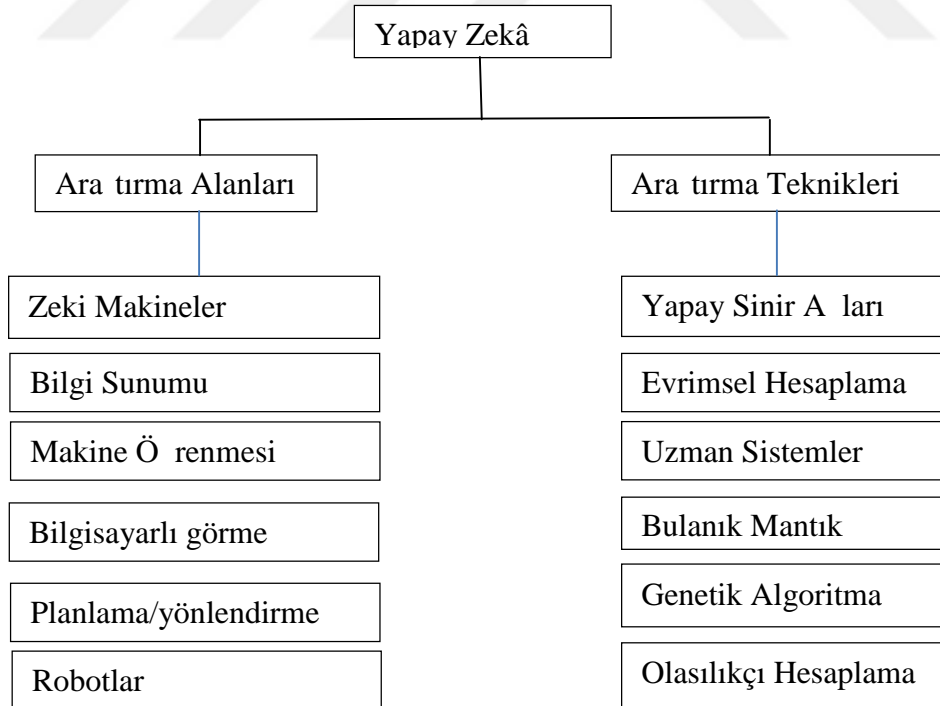 Yapay Zekâ
Ara tırma Alanları
Zeki Makineler
Bilgi Sunumu
Makine Ö renmesi
Bilgisayarlı görme
Planlama/yönlendirme
Robotlar
Ara tırma Teknikleri
Yapay Sinir A ları
Evrimsel Hesaplama
Uzman Sistemler
Bulanık Mantık
Genetik Algoritma
Olasılıkçı Hesaplama